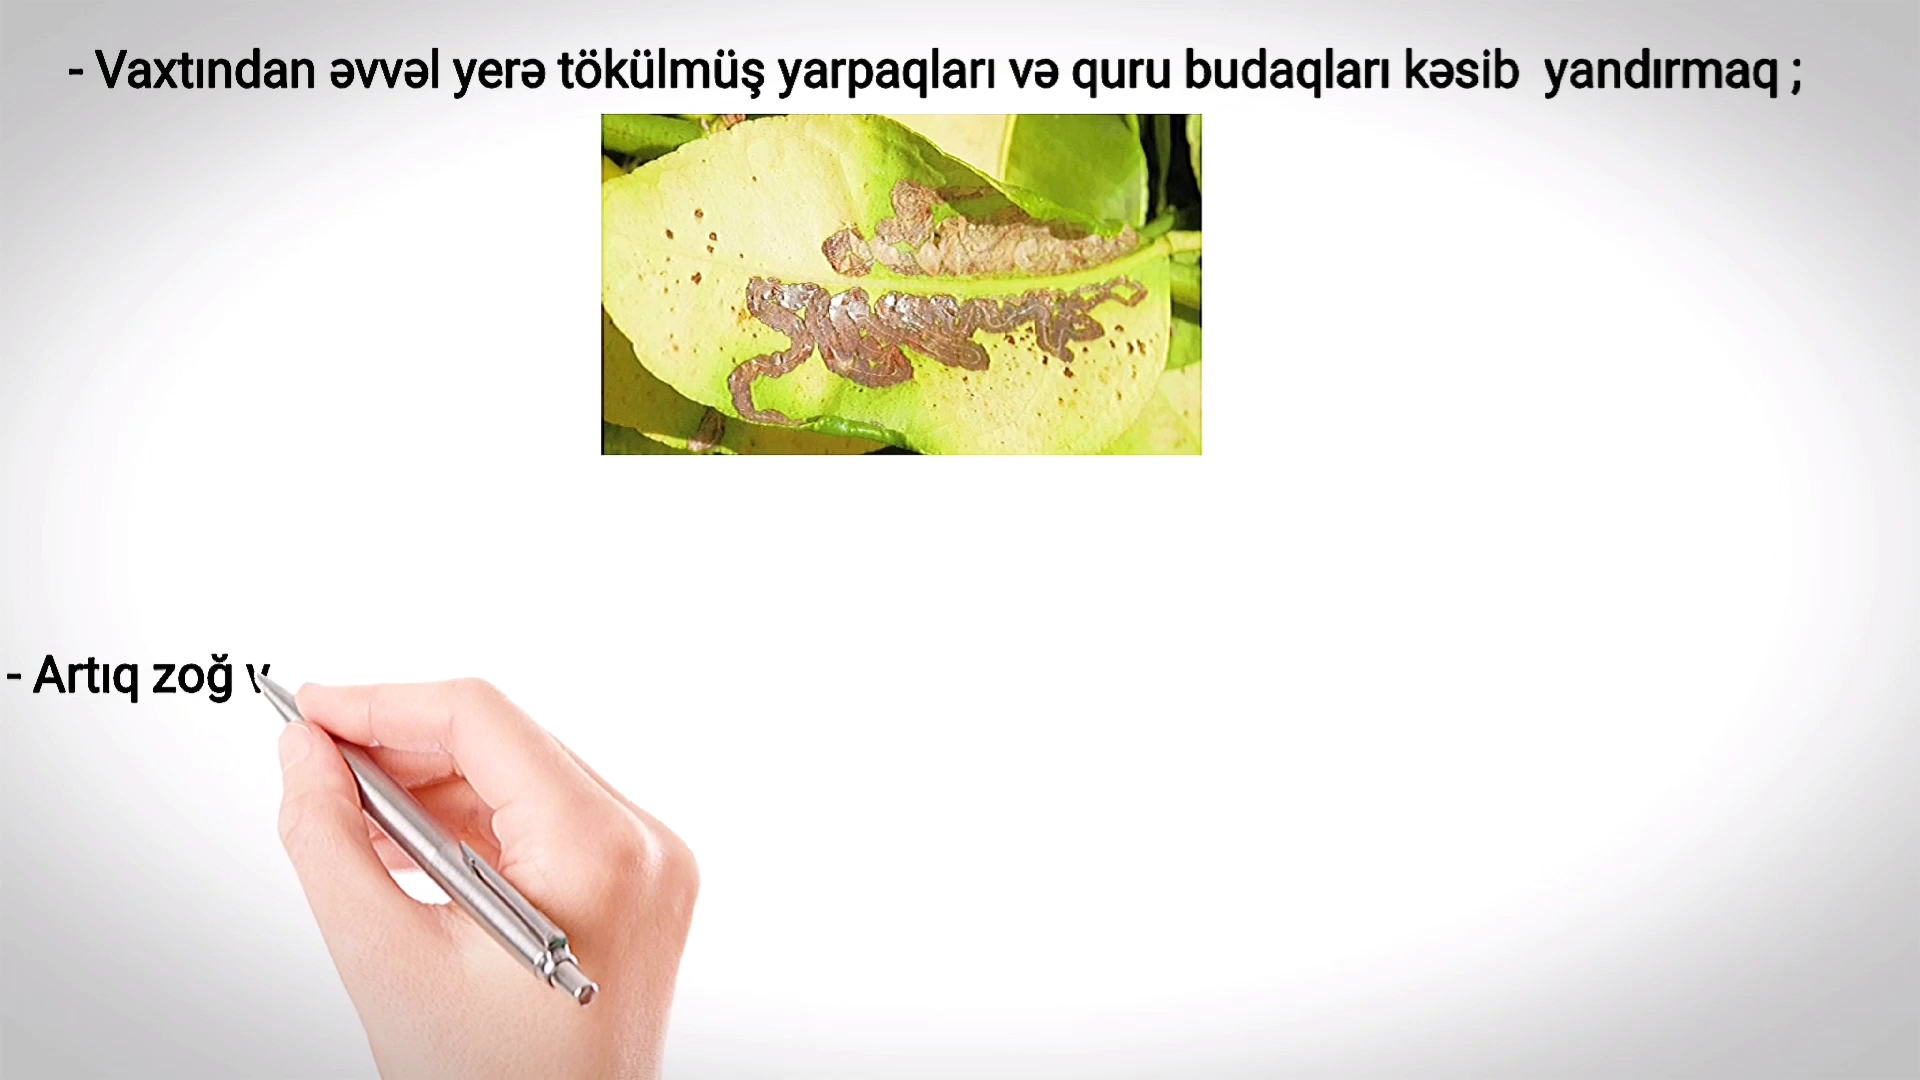 - Vaxtından əvvəl yerə tökülmüş yarpaqları və quru budaqları kəsib yandırmaq ;
- Artıq zoğ